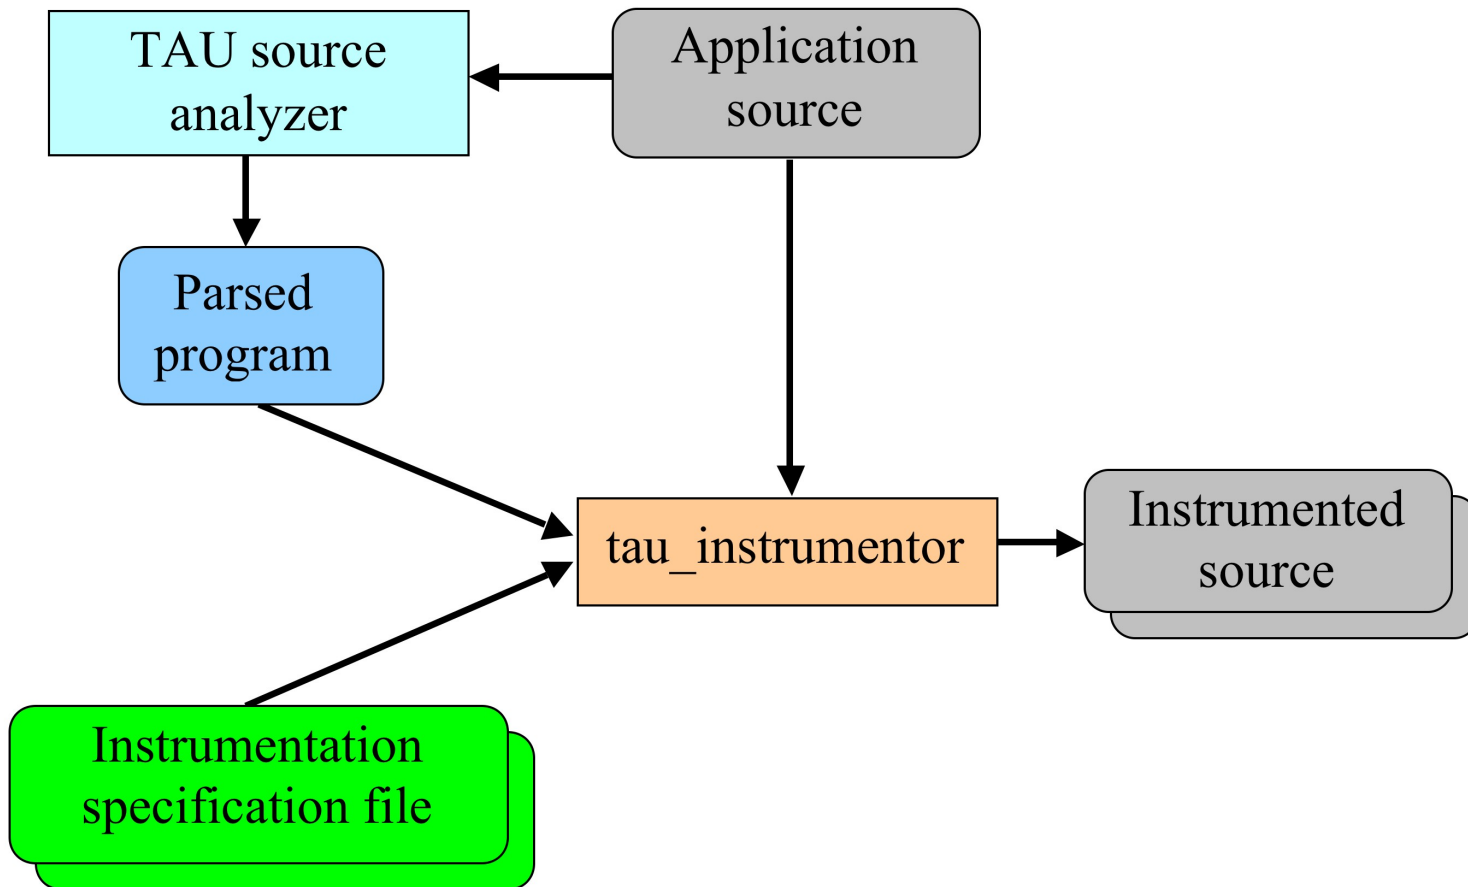 TAU source
analyzer
Application
source
Parsed
program
tau_instrumentor
Instrumented
source
Instrumentation
specification file